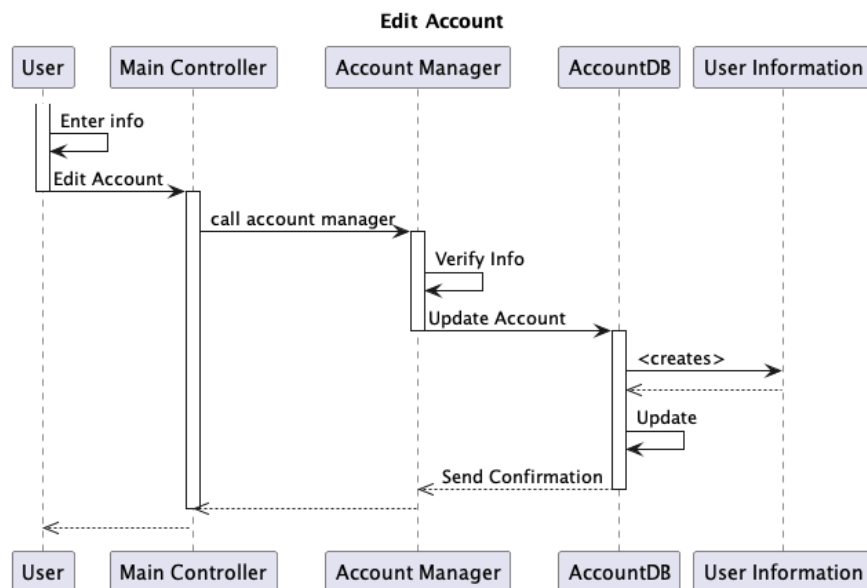 Edit Account
User Main Controller Account Manager AccountDB User Information
Enter info
Edit Account
call account manager
Verify Info
Update Account
<creates>
Update
Send Confirmation
User Main Controller Account Manager AccountDB User Information